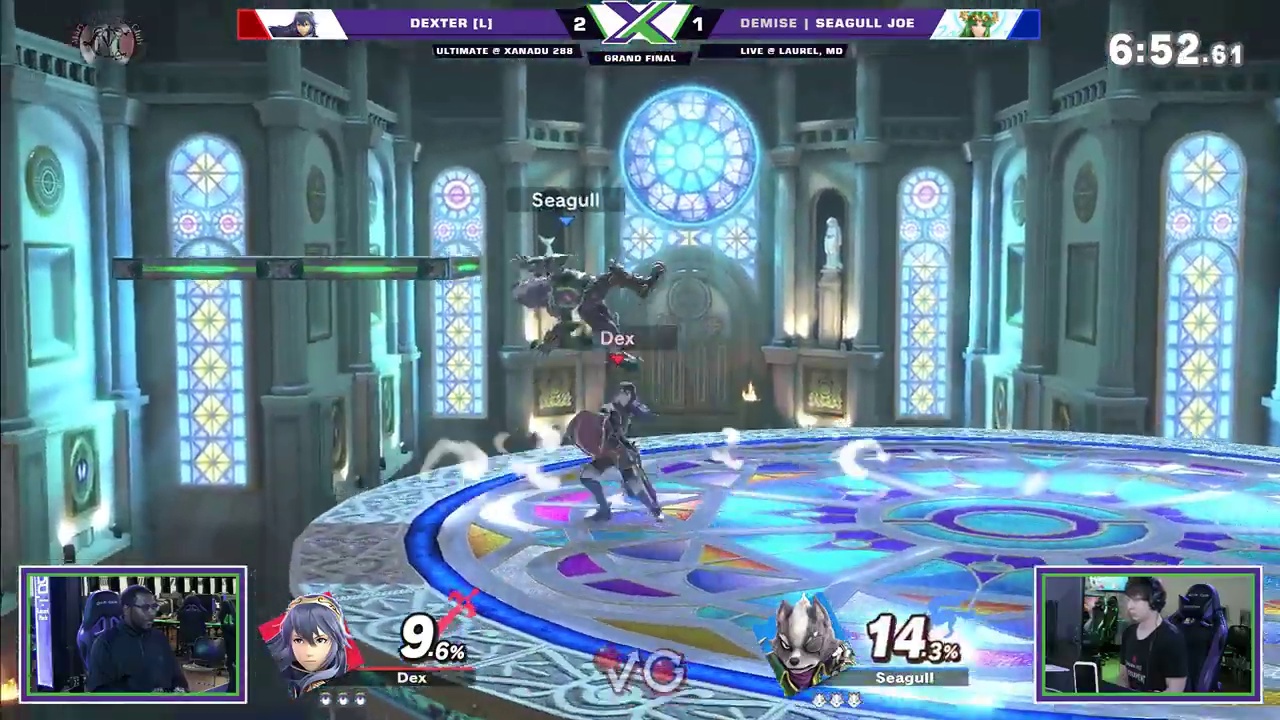 DEXTER [L]
2
1
DEMISE | SEAGULL JOE
ULTIMATE @ XANADU 288
GRAND FINAL
LIVE @ LAUREL, MD
6:52.61
Seagull
Dex
9.6%
Dex
14.3%
Seagull